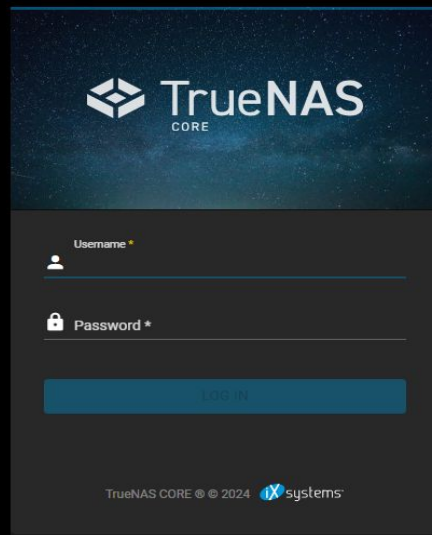 TrueNAS
CORE
Username *
Password *
LOG IN
TrueNAS CORE ® © 2024 iX systems